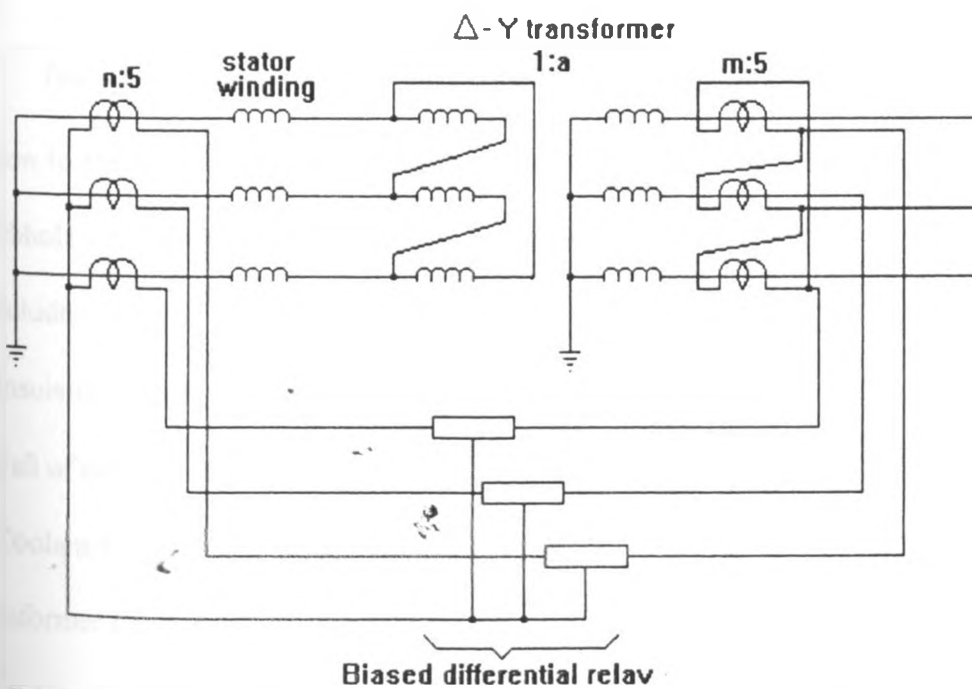 Δ - Y transformer
n:5
stator
winding
1:a
m:5
Biased differential relay